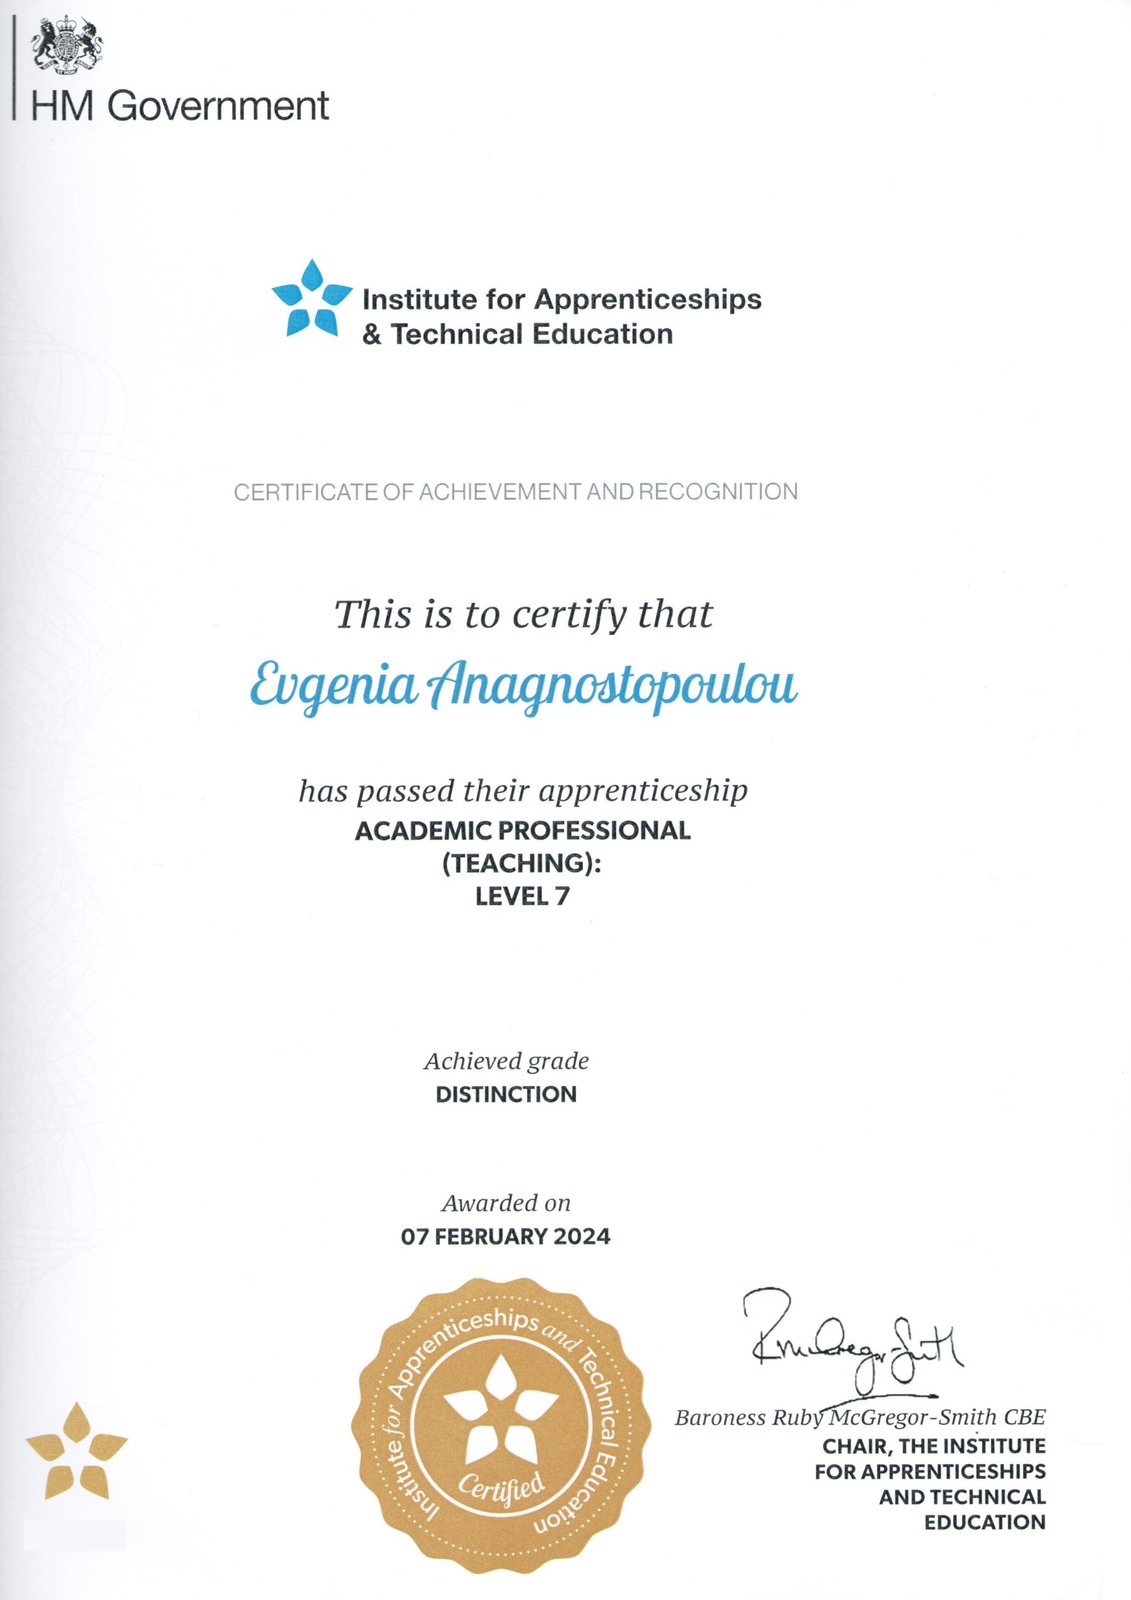 HM Government
Institute for Apprenticeships
& Technical Education
CERTIFICATE OF ACHIEVEMENT AND RECOGNITION
This is to certify that
Evgenia Anagnostopoulou
has passed their apprenticeship
ACADEMIC PROFESSIONAL
(TEACHING):
LEVEL 7
Achieved grade
DISTINCTION
Awarded on
07 FEBRUARY 2024
Institute for Apprenticeships and Technical Education
Certified
R McGregor-Smith
Baroness Ruby McGregor-Smith CBE
CHAIR, THE INSTITUTE
FOR APPRENTICESHIPS
AND TECHNICAL
EDUCATION